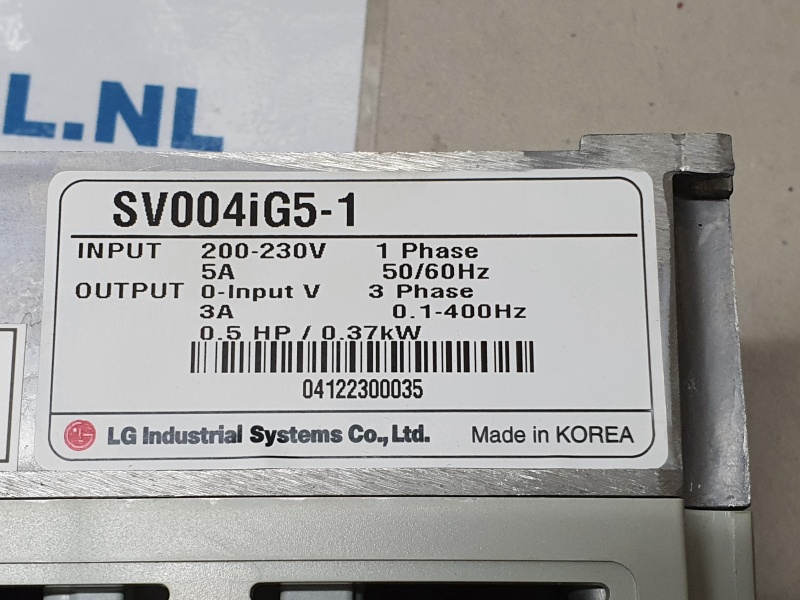 L.NL
SV004iG5-1
INPUT 200-230V 1 Phase
5A 50/60Hz
OUTPUT 0-Input V 3 Phase
3A 0.1-400Hz
0.5 HP / 0.37kW
04122300035
LG LG Industrial Systems Co.,Ltd. Made in KOREA